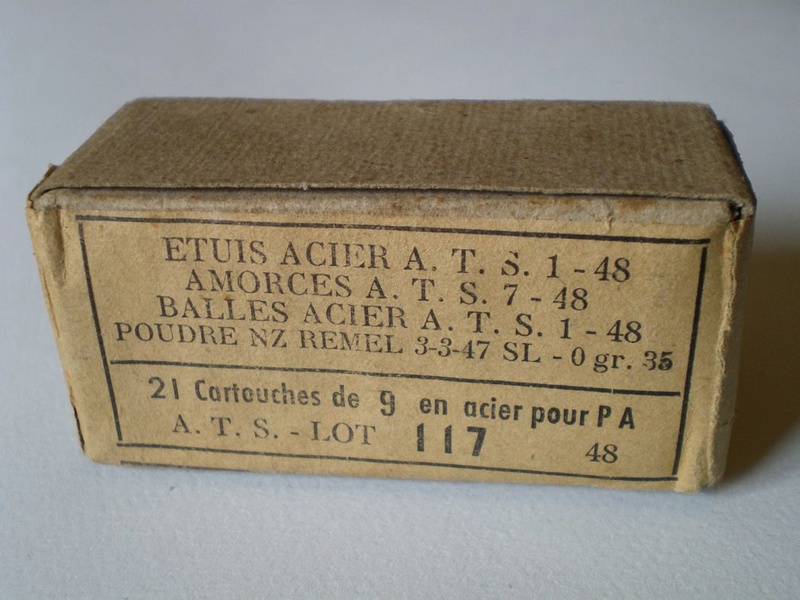 ETUIS ACIER A. T. S. 1 - 48
AMORCES A. T. S. 7 - 48
BALLES ACIER A. T. S. 1 - 48
POUDRE NZ REMEL 3-3-47 SL - 0 gr. 35
21 Cartouches de 9 en acier pour P A
A. T. S. - LOT 117 48